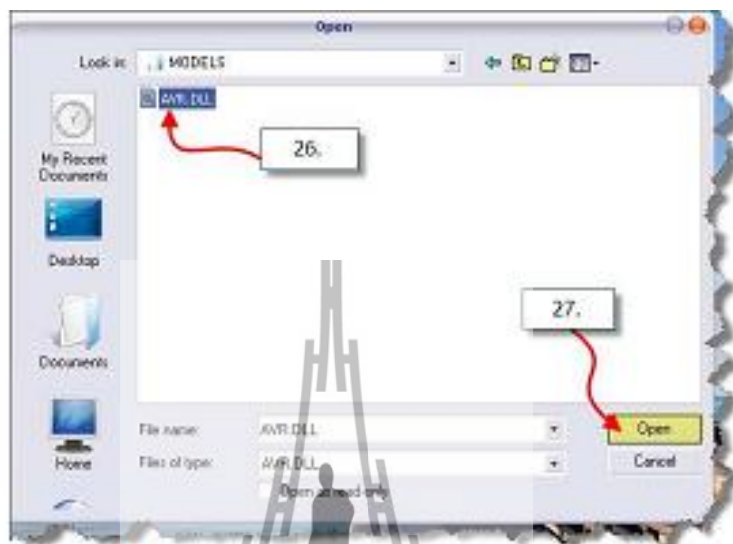 Open
Look in: MODELS
AVR.DLL
26.
My Recent
Documents
Desktop
27.
Documents
File name: AVR.DLL Open
Home Files of type: AVR.DLL Cancel
Open as read-only